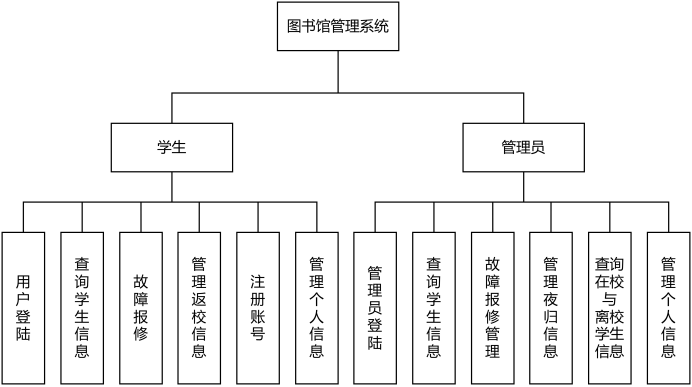 图书馆管理系统
学生
管理员
用户登陆
查询学生信息
故障报修
管理返校信息
注册账号
管理个人信息
管理员登陆
查询学生信息
故障报修管理
管理夜归信息
查询在校与离校学生信息
管理个人信息